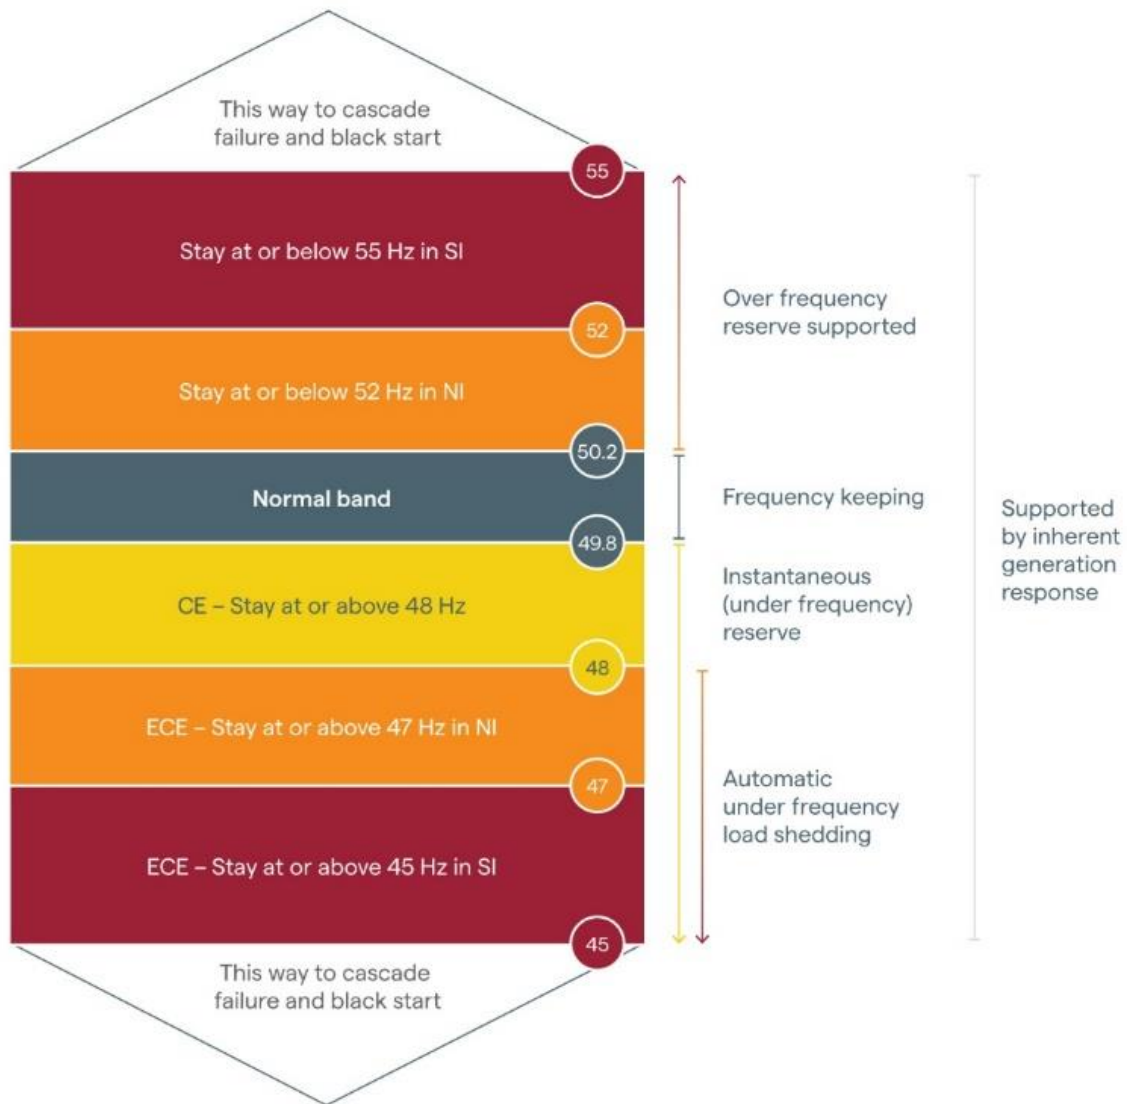 This way to cascade
failure and black start
55
Stay at or below 55 Hz in SI
Over frequency
reserve supported
52
Stay at or below 52 Hz in NI
50.2
Normal band
Frequency keeping
Supported
by inherent
generation
response
49.8
Instantaneous
(under frequency)
reserve
CE – Stay at or above 48 Hz
48
ECE – Stay at or above 47 Hz in NI
47
Automatic
under frequency
load shedding
ECE – Stay at or above 45 Hz in SI
45
This way to cascade
failure and black start